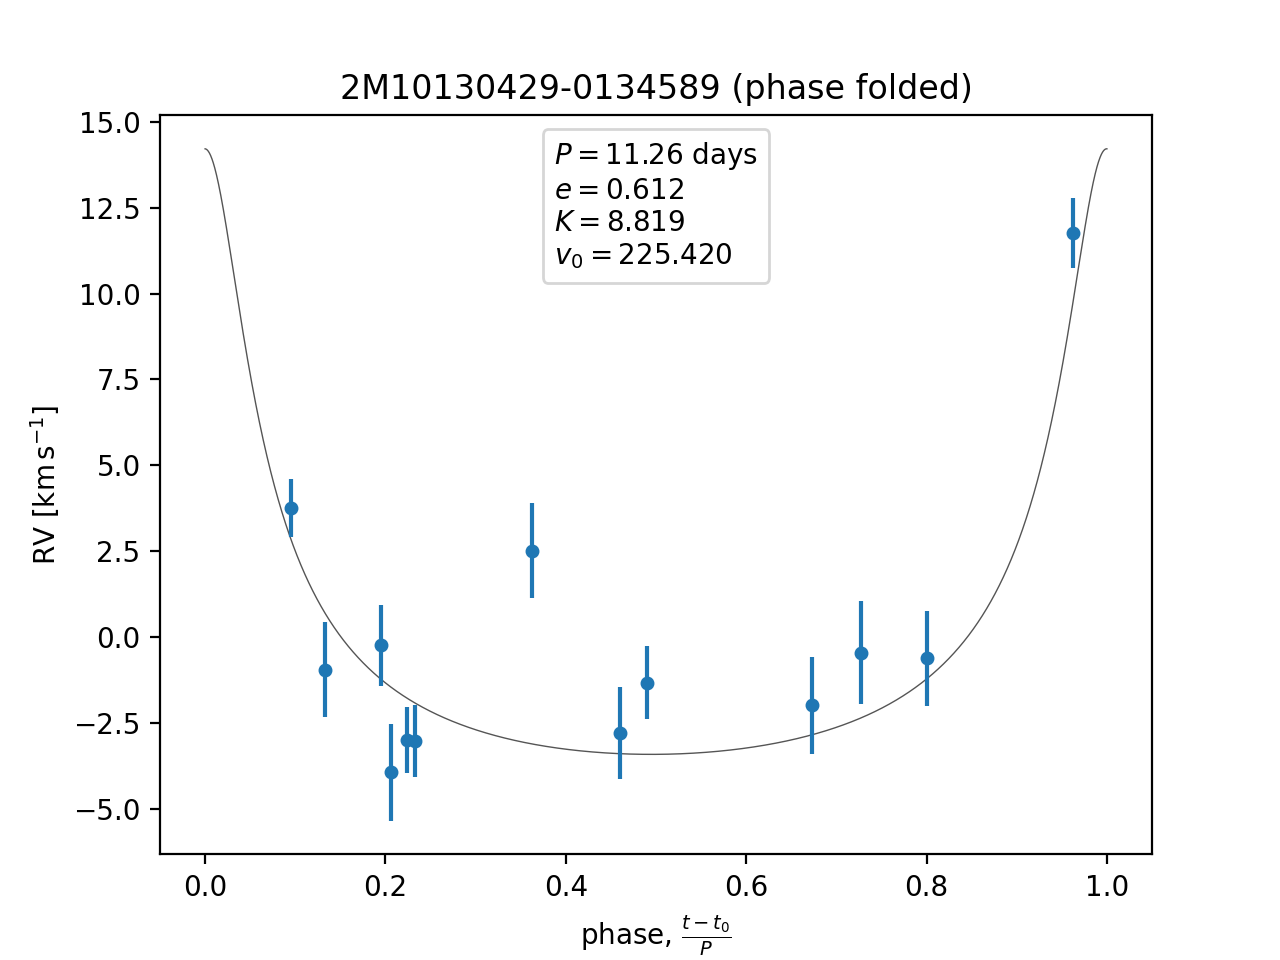 2M10130429-0134589 (phase folded)
P = 11.26 days
e = 0.612
K = 8.819
v₀ = 225.420
RV [km s⁻¹]
15.0
12.5
10.0
7.5
5.0
2.5
0.0
−2.5
−5.0
0.0 0.2 0.4 0.6 0.8 1.0
phase, (t − t₀)/P